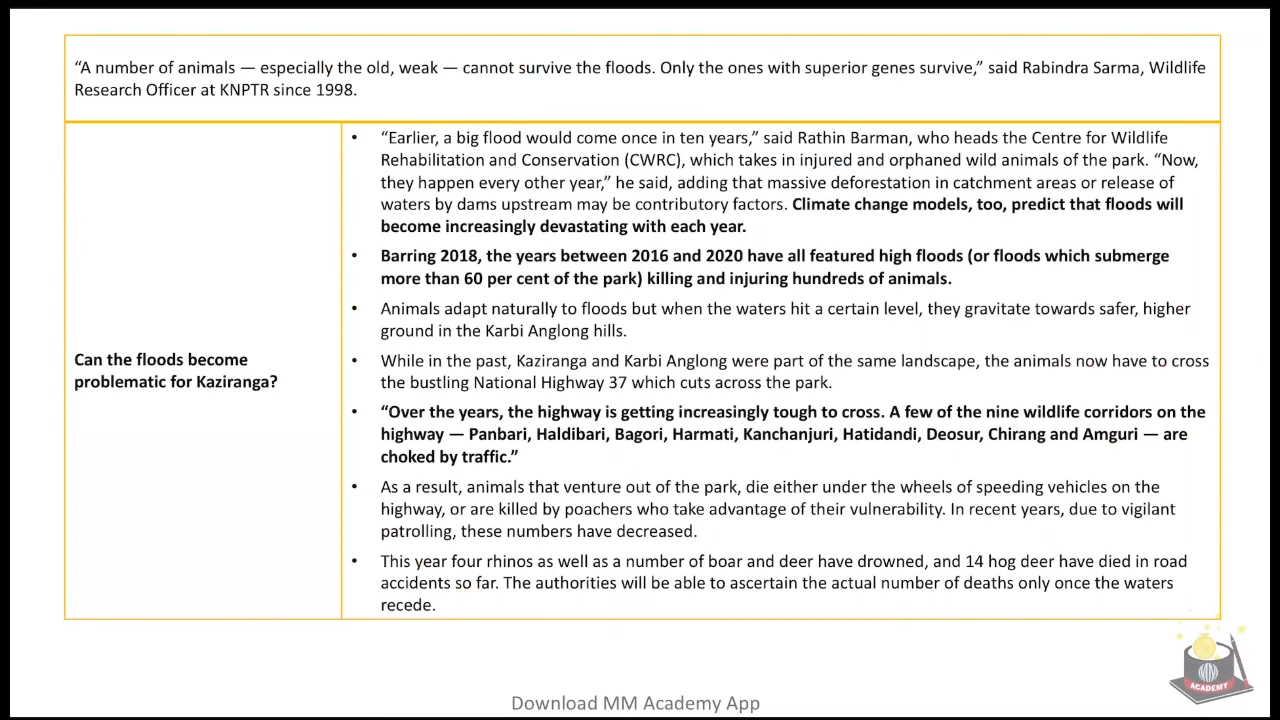 “A number of animals — especially the old, weak — cannot survive the floods. Only the ones with superior genes survive,” said Rabindra Sarma, Wildlife
Research Officer at KNPTR since 1998.
Can the floods become
problematic for Kaziranga?
• “Earlier, a big flood would come once in ten years,” said Rathin Barman, who heads the Centre for Wildlife
Rehabilitation and Conservation (CWRC), which takes in injured and orphaned wild animals of the park. “Now,
they happen every other year,” he said, adding that massive deforestation in catchment areas or release of
waters by dams upstream may be contributory factors. Climate change models, too, predict that floods will
become increasingly devastating with each year.
• Barring 2018, the years between 2016 and 2020 have all featured high floods (or floods which submerge
more than 60 per cent of the park) killing and injuring hundreds of animals.
• Animals adapt naturally to floods but when the waters hit a certain level, they gravitate towards safer, higher
ground in the Karbi Anglong hills.
• While in the past, Kaziranga and Karbi Anglong were part of the same landscape, the animals now have to cross
the bustling National Highway 37 which cuts across the park.
• “Over the years, the highway is getting increasingly tough to cross. A few of the nine wildlife corridors on the
highway — Panbari, Haldibari, Bagori, Harmati, Kanchanjuri, Hatidandi, Deosur, Chirang and Amguri — are
choked by traffic.”
• As a result, animals that venture out of the park, die either under the wheels of speeding vehicles on the
highway, or are killed by poachers who take advantage of their vulnerability. In recent years, due to vigilant
patrolling, these numbers have decreased.
• This year four rhinos as well as a number of boar and deer have drowned, and 14 hog deer have died in road
accidents so far. The authorities will be able to ascertain the actual number of deaths only once the waters
recede.
ACADEMY
Download MM Academy App